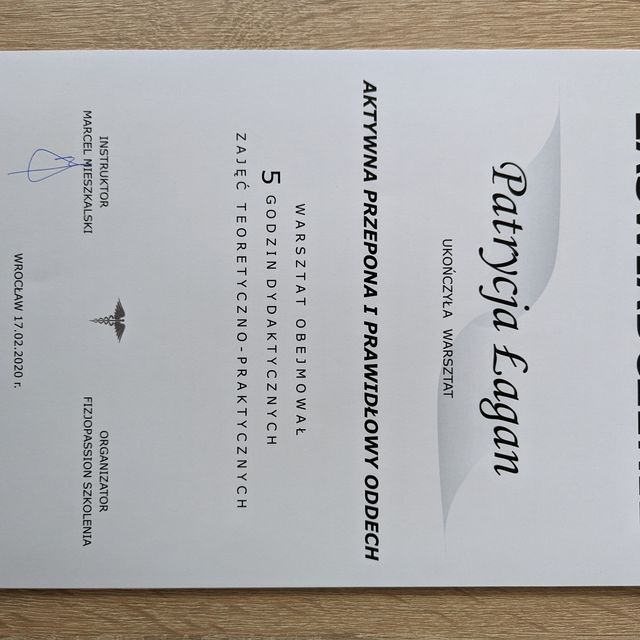 Patrycja Łagan
UKOŃCZYŁA WARSZTAT
AKTYWNA PRZEPONA I PRAWIDŁOWY ODDECH
WARSZTAT OBEJMOWAŁ
5 GODZIN DYDAKTYCZNYCH
ZAJĘĆ TEORETYCZNO-PRAKTYCZNYCH
INSTRUKTOR
MARCEL MIESZKALSKI
ORGANIZATOR
FIZJOPASSION SZKOLENIA
WROCŁAW 17.02.2020 r.